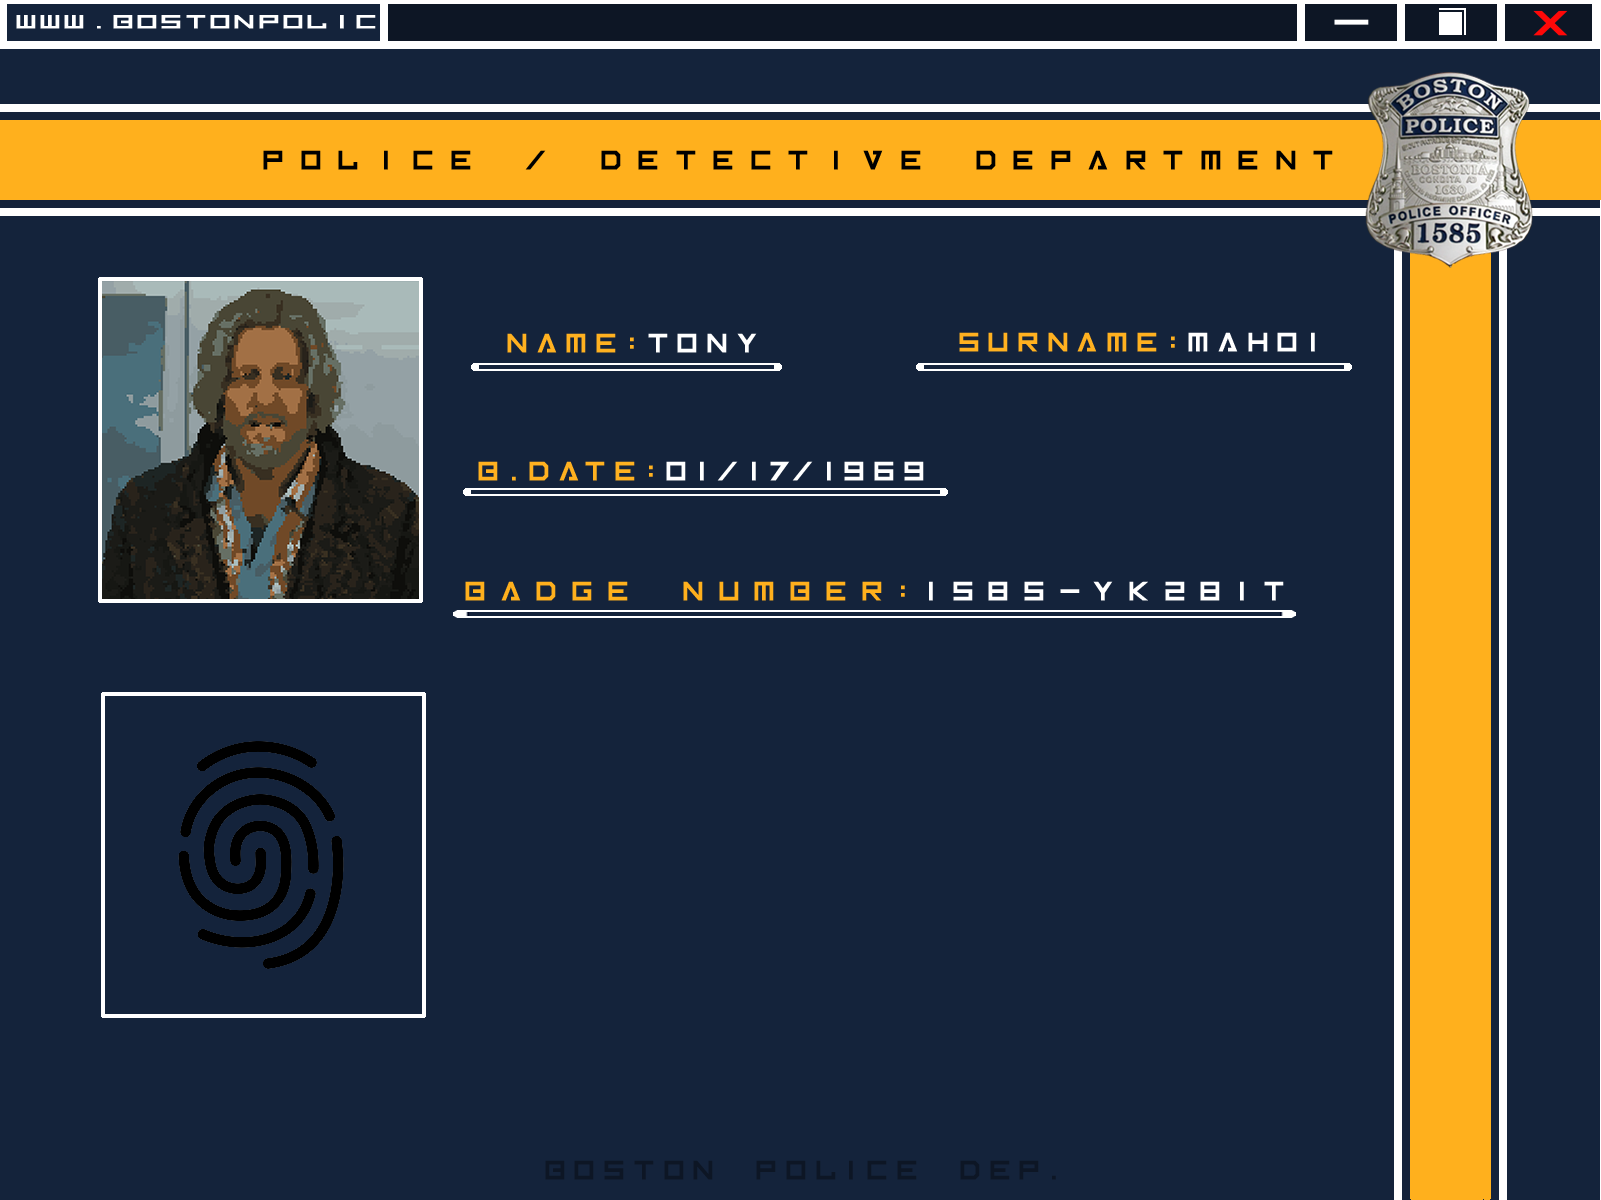 WWW.BOSTONPOLIC
BOSTON
POLICE
BOSTONIA
CONDITA AD
1630
POLICE OFFICER
1585
POLICE / DETECTIVE DEPARTMENT
NAME:TONY
SURNAME:MAHOI
B.DATE:01/17/1969
BADGE NUMBER:1585-YK281T
BOSTON POLICE DEP.